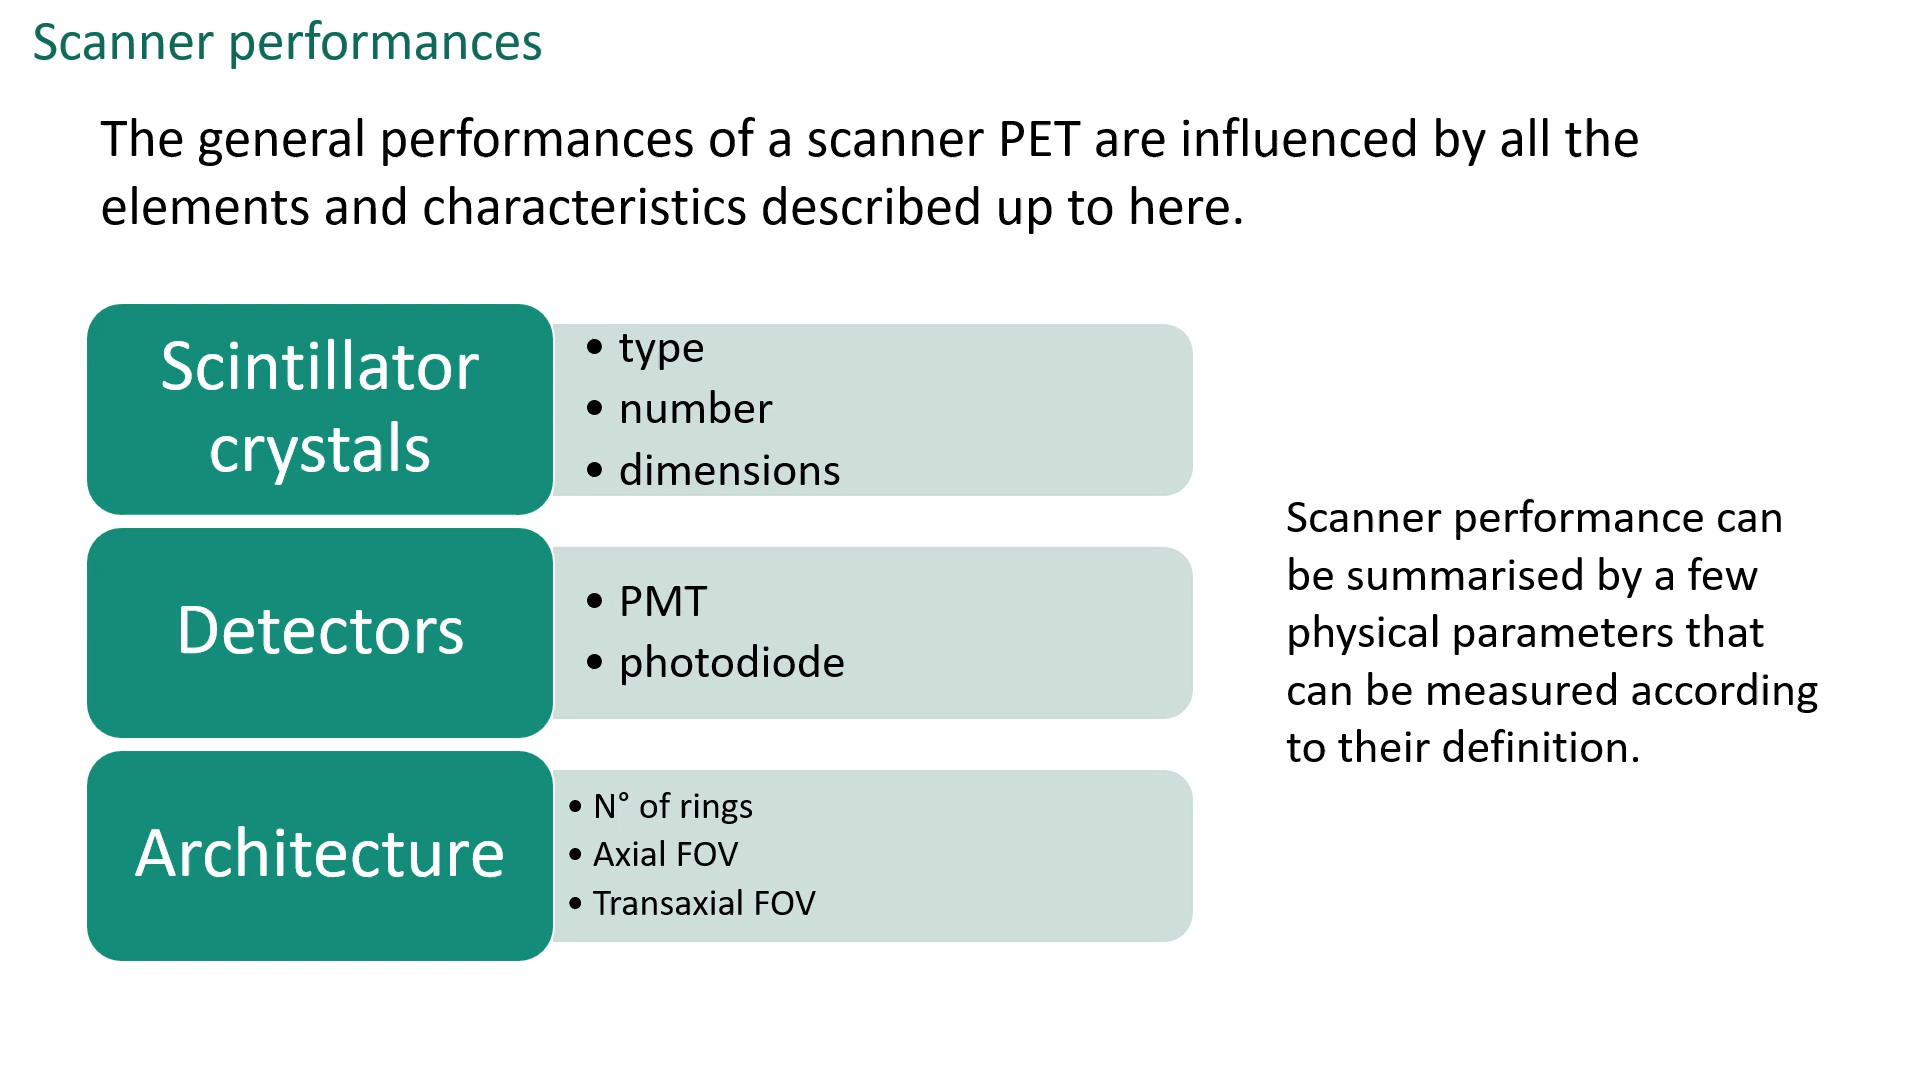 Scanner performances
The general performances of a scanner PET are influenced by all the
elements and characteristics described up to here.
Scintillator
crystals
• type
• number
• dimensions
Detectors
• PMT
• photodiode
Architecture
• N° of rings
• Axial FOV
• Transaxial FOV
Scanner performance can
be summarised by a few
physical parameters that
can be measured according
to their definition.